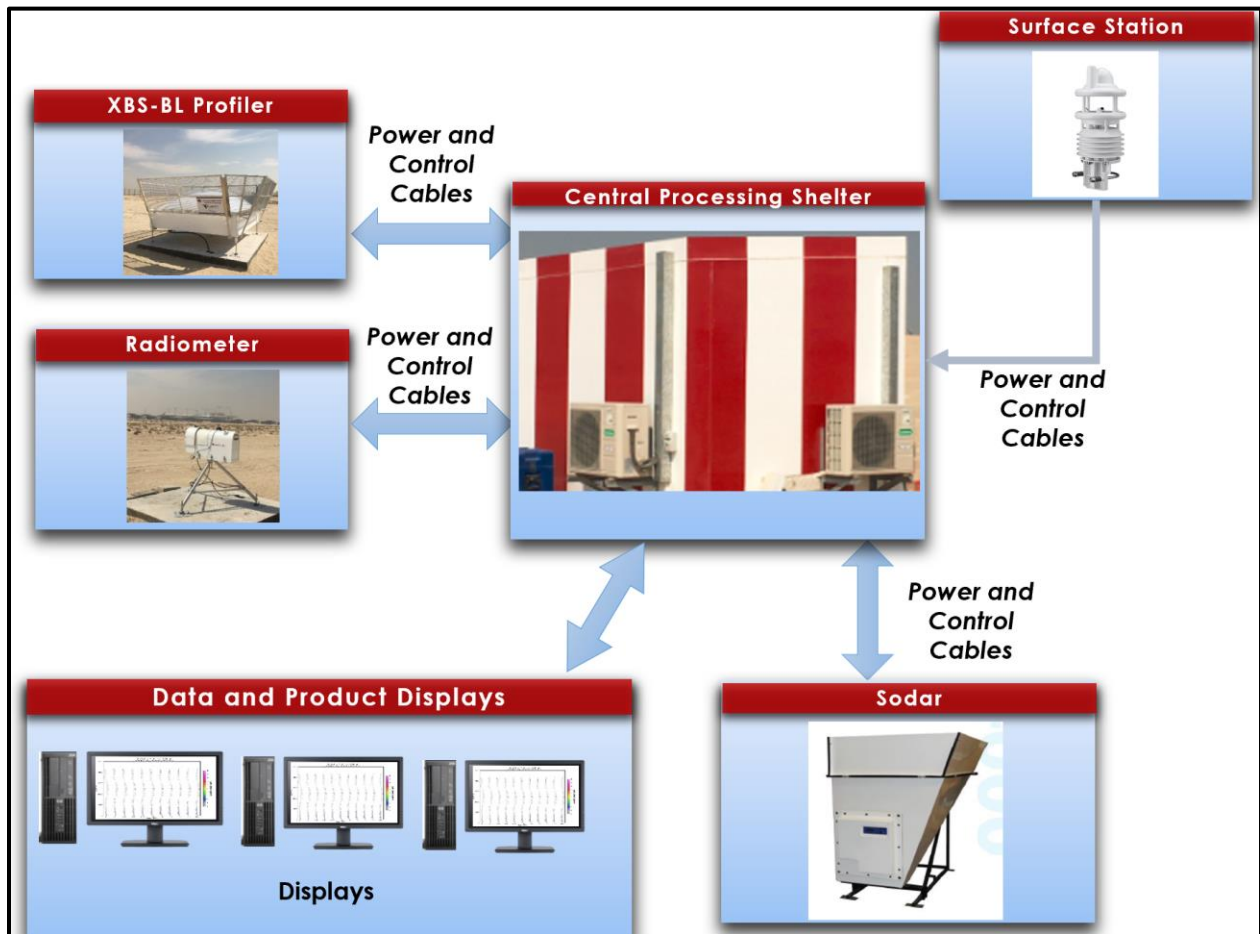 Surface Station
XBS-BL Profiler
Power and
Control
Cables
Central Processing Shelter
Radiometer
Power and
Control
Cables
Power and
Control
Cables
Power and
Control
Cables
Data and Product Displays
Displays
Sodar